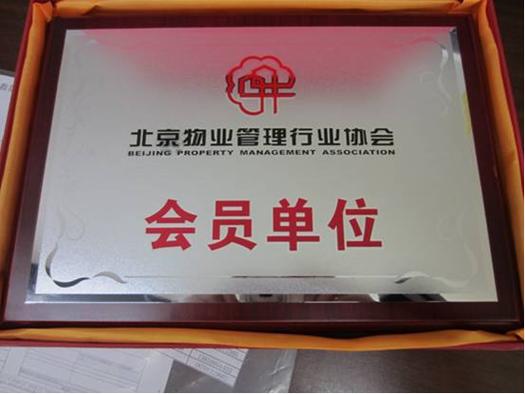 北京物业管理行业协会
BEIJING PROPERTY MANAGEMENT ASSOCIATION
会员单位